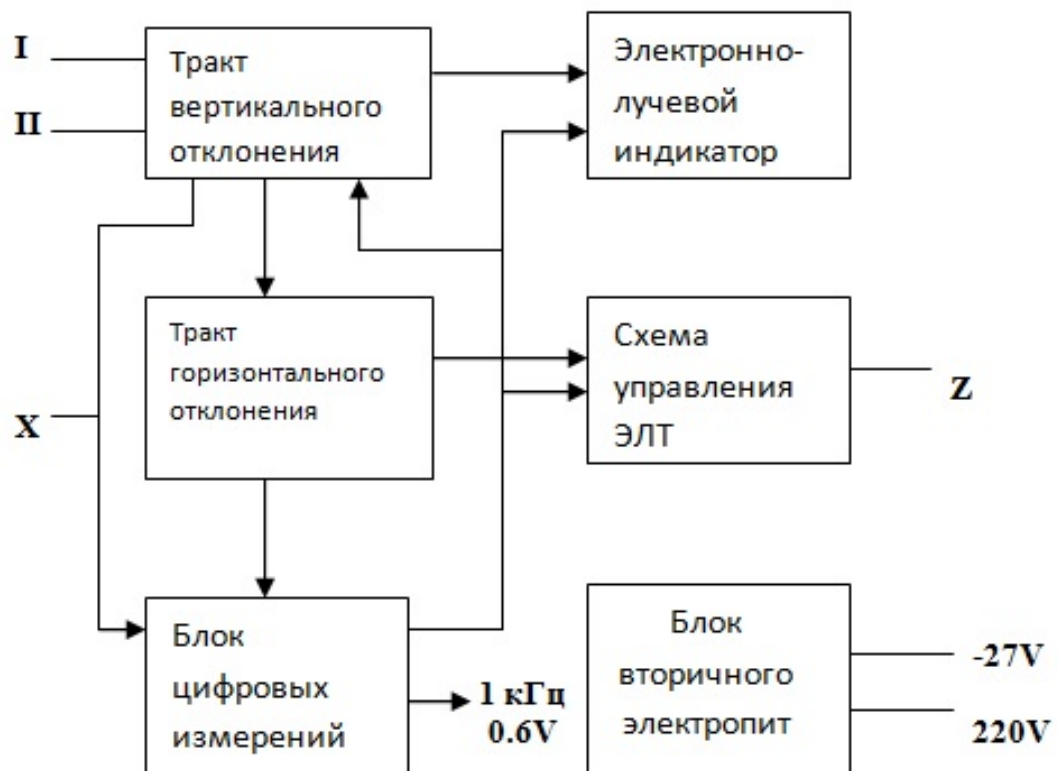 I
II
Тракт
вертикального
отклонения
Электронно-
лучевой
индикатор
Тракт
горизонтального
отклонения
X
Схема
управления
ЭЛТ
Z
Блок
цифровых
измерений
1 кГц
0.6V
Блок
вторичного
электропит
-27V
220V